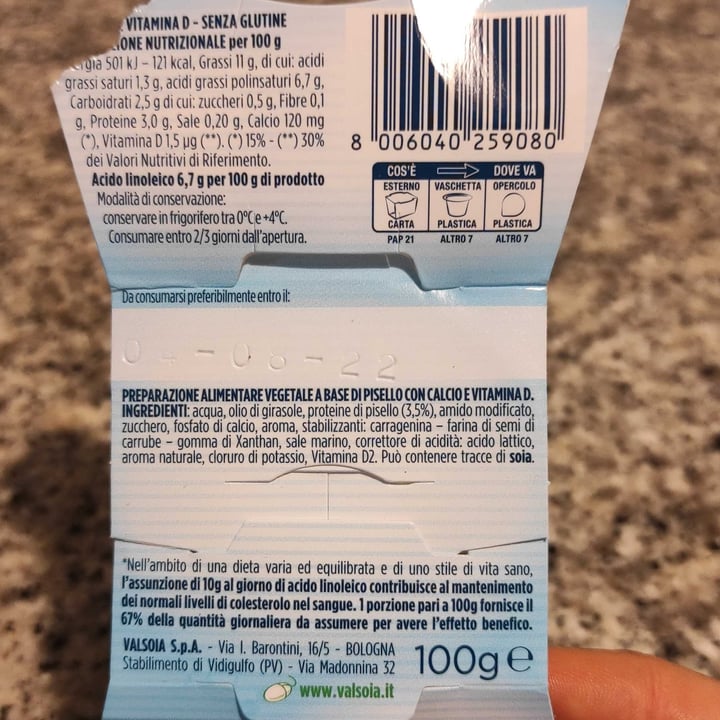 VITAMINA D - SENZA GLUTINE
IONE NUTRIZIONALE per 100 g
gia 501 kJ – 121 kcal, Grassi 11 g, di cui: acidi
grassi saturi 1,3 g, acidi grassi polinsaturi 6,7 g,
Carboidrati 2,5 g di cui: zuccheri 0,5 g, Fibre 0,1
g, Proteine 3,0 g, Sale 0,20 g, Calcio 120 mg
(*), Vitamina D 1,5 µg (**). (*) 15% - (**) 30%
dei Valori Nutritivi di Riferimento.
Acido linoleico 6,7 g per 100 g di prodotto
Modalità di conservazione:
conservare in frigorifero tra 0°C e +4°C.
Consumare entro 2/3 giorni dall'apertura.
8 006040 259080
COS'È DOVE VA
ESTERNO VASCHETTA OPERCOLO
CARTA PLASTICA PLASTICA
PAP 21 ALTRO 7 ALTRO 7
Da consumarsi preferibilmente entro il:
04-08-22
PREPARAZIONE ALIMENTARE VEGETALE A BASE DI PISELLO CON CALCIO E VITAMINA D.
INGREDIENTI: acqua, olio di girasole, proteine di pisello (3,5%), amido modificato,
zucchero, fosfato di calcio, aroma, stabilizzanti: carragenina – farina di semi di
carrube – gomma di Xanthan, sale marino, correttore di acidità: acido lattico,
aroma naturale, cloruro di potassio, Vitamina D2. Può contenere tracce di soia.
*Nell'ambito di una dieta varia ed equilibrata e di uno stile di vita sano,
l'assunzione di 10g al giorno di acido linoleico contribuisce al mantenimento
dei normali livelli di colesterolo nel sangue. 1 porzione pari a 100g fornisce il
67% della quantità giornaliera da assumere per avere l'effetto benefico.
VALSOIA S.p.A. - Via I. Barontini, 16/5 - BOLOGNA
Stabilimento di Vidigulfo (PV) - Via Madonnina 32
100g e
www.valsoia.it